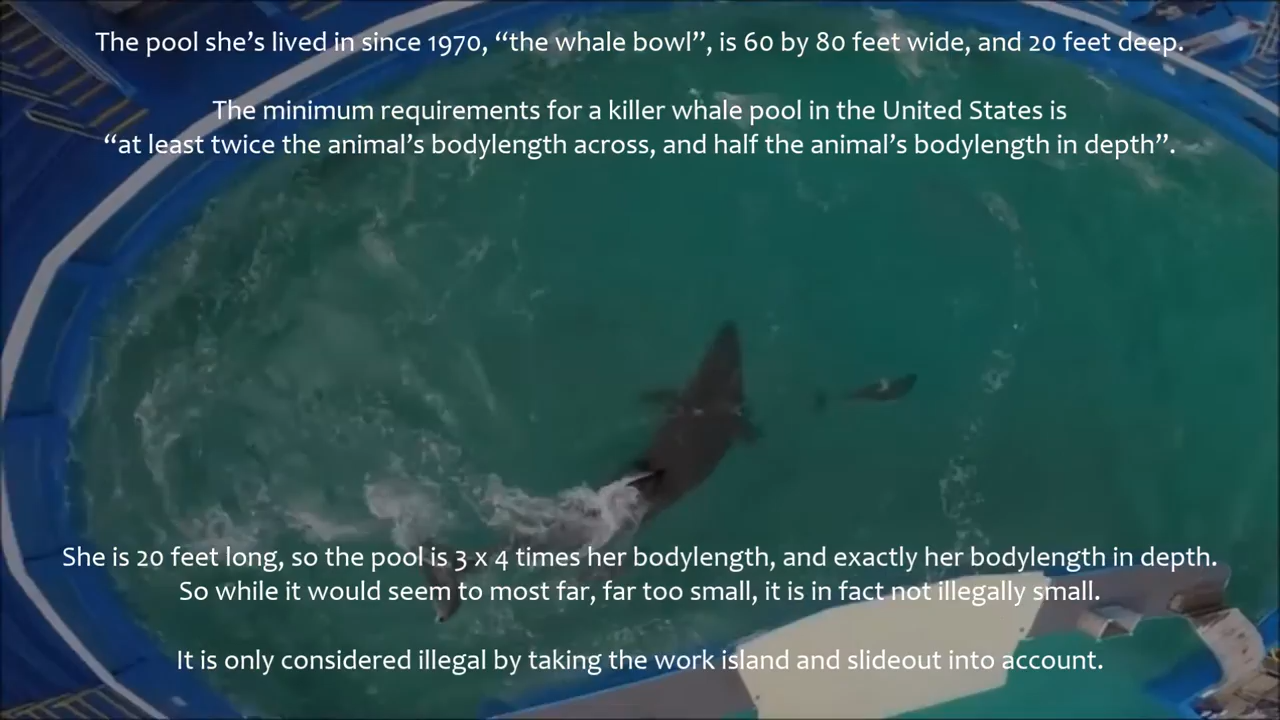 The pool she’s lived in since 1970, “the whale bowl”, is 60 by 80 feet wide, and 20 feet deep.
The minimum requirements for a killer whale pool in the United States is
“at least twice the animal’s bodylength across, and half the animal’s bodylength in depth”.
She is 20 feet long, so the pool is 3 x 4 times her bodylength, and exactly her bodylength in depth.
So while it would seem to most far, far too small, it is in fact not illegally small.
It is only considered illegal by taking the work island and slideout into account.